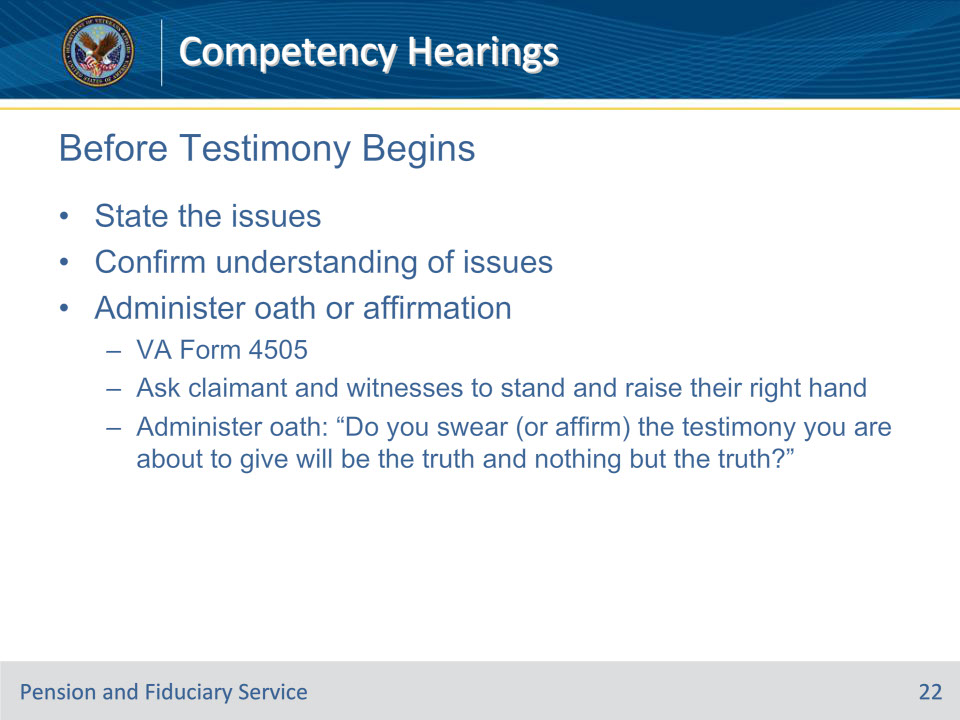 Competency Hearings
Before Testimony Begins
• State the issues
• Confirm understanding of issues
• Administer oath or affirmation
– VA Form 4505
– Ask claimant and witnesses to stand and raise their right hand
– Administer oath: “Do you swear (or affirm) the testimony you are
about to give will be the truth and nothing but the truth?”
Pension and Fiduciary Service
22